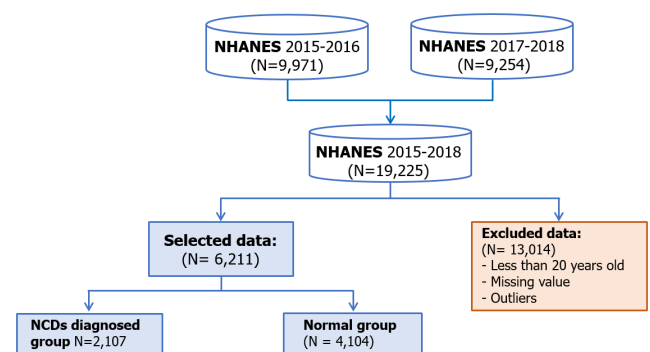 NHANES 2015-2016
(N=9,971)
NHANES 2017-2018
(N=9,254)
NHANES 2015-2018
(N=19,225)
Selected data:
(N= 6,211)
Excluded data:
(N= 13,014)
- Less than 20 years old
- Missing value
- Outliers
NCDs diagnosed
group N=2,107
Normal group
(N = 4,104)